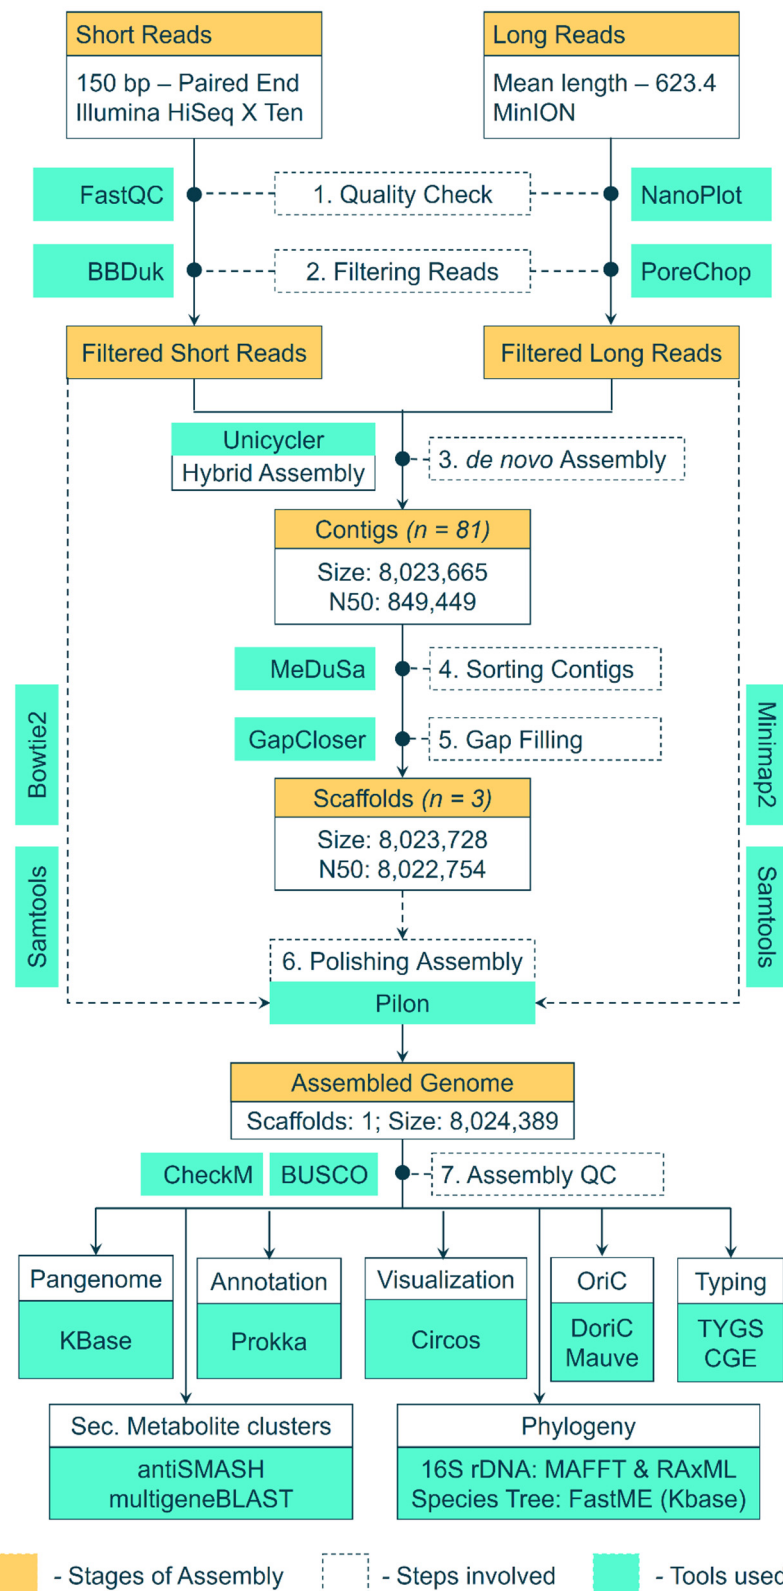 Short Reads
150 bp – Paired End
Illumina HiSeq X Ten
Long Reads
Mean length – 623.4
MinION
FastQC
1. Quality Check
NanoPlot
BBDuk
2. Filtering Reads
PoreChop
Filtered Short Reads
Filtered Long Reads
Unicycler
Hybrid Assembly
3. de novo Assembly
Contigs (n = 81)
Size: 8,023,665
N50: 849,449
MeDuSa
4. Sorting Contigs
GapCloser
5. Gap Filling
Bowtie2
Samtools
Minimap2
Samtools
Scaffolds (n = 3)
Size: 8,023,728
N50: 8,022,754
6. Polishing Assembly
Pilon
Assembled Genome
Scaffolds: 1; Size: 8,024,389
CheckM
BUSCO
7. Assembly QC
Pangenome
KBase
Annotation
Prokka
Visualization
Circos
OriC
DoriC
Mauve
Typing
TYGS
CGE
Sec. Metabolite clusters
antiSMASH
multigeneBLAST
Phylogeny
16S rDNA: MAFFT & RAxML
Species Tree: FastME (Kbase)
- Stages of Assembly
- Steps involved
- Tools used